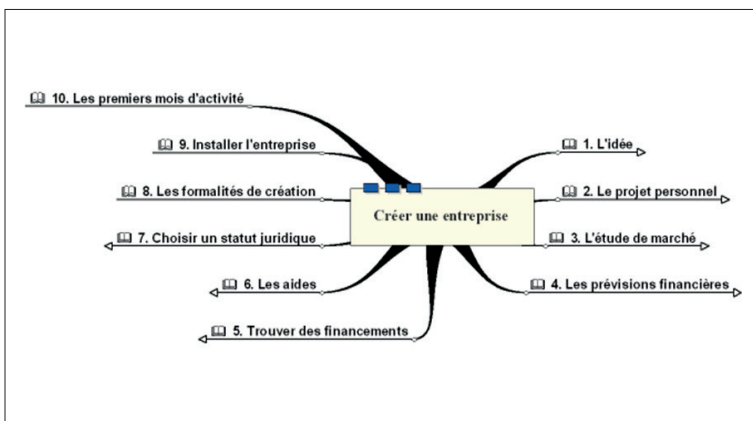 Créer une entreprise
1. L'idée
2. Le projet personnel
3. L'étude de marché
4. Les prévisions financières
5. Trouver des financements
6. Les aides
7. Choisir un statut juridique
8. Les formalités de création
9. Installer l'entreprise
10. Les premiers mois d'activité